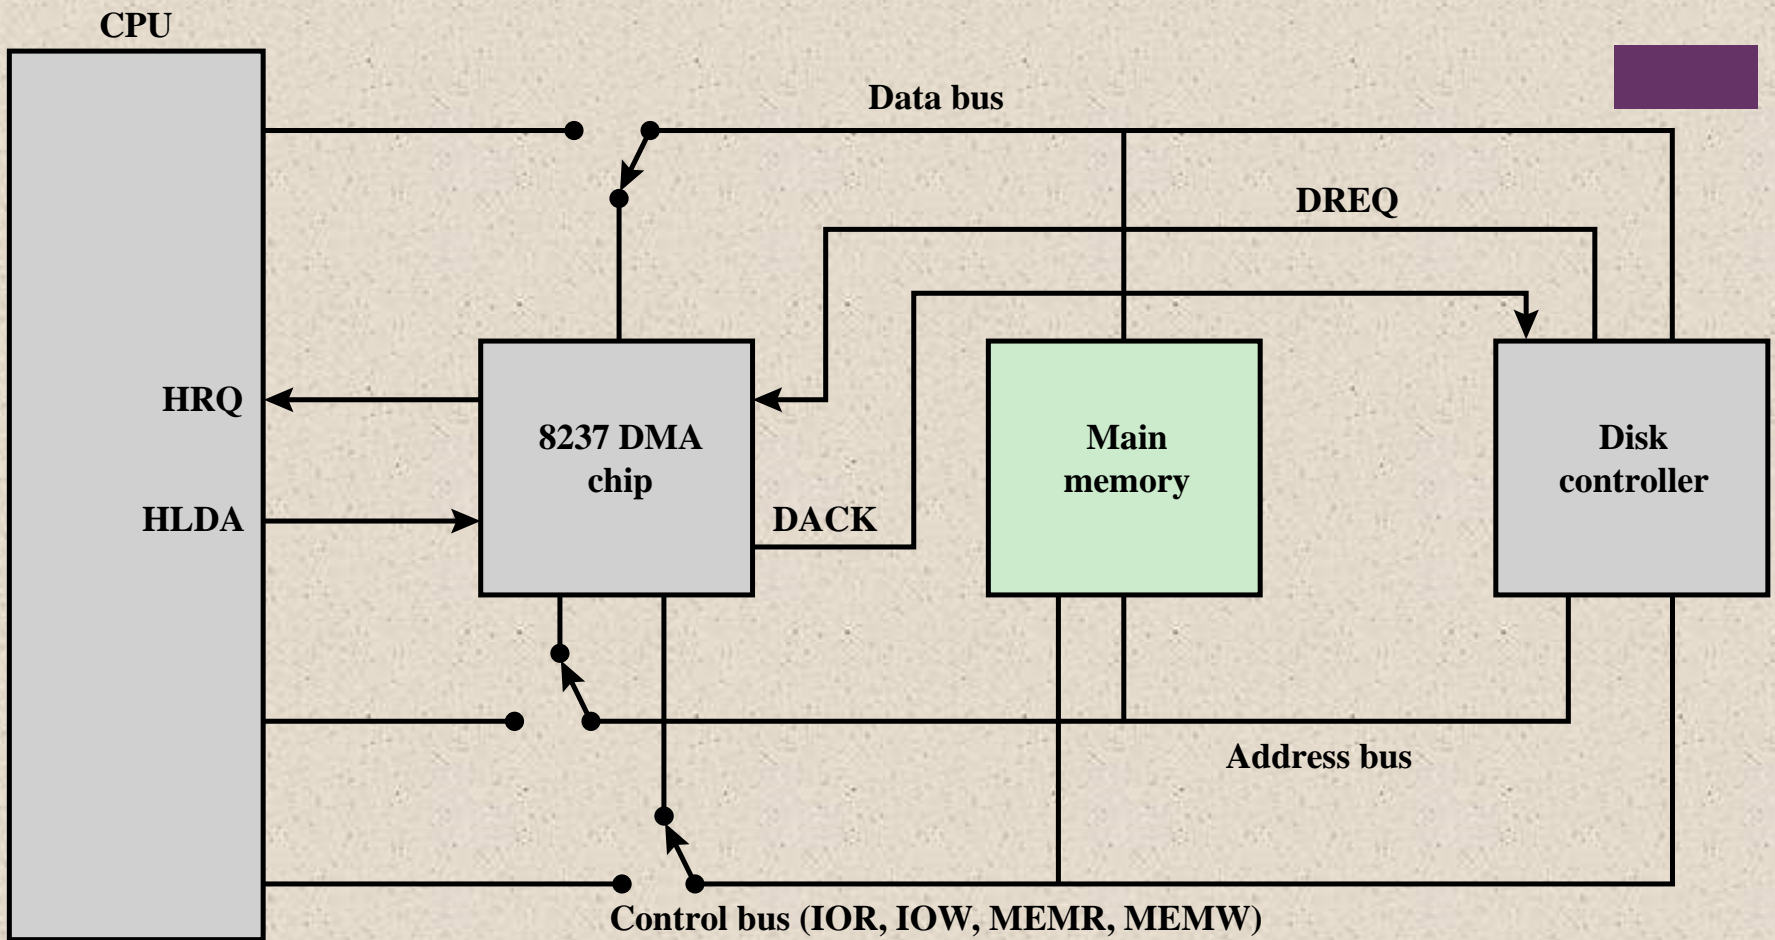 CPU
Data bus
DREQ
HRQ
8237 DMA
chip
Main
memory
Disk
controller
HLDA
DACK
Address bus
Control bus (IOR, IOW, MEMR, MEMW)